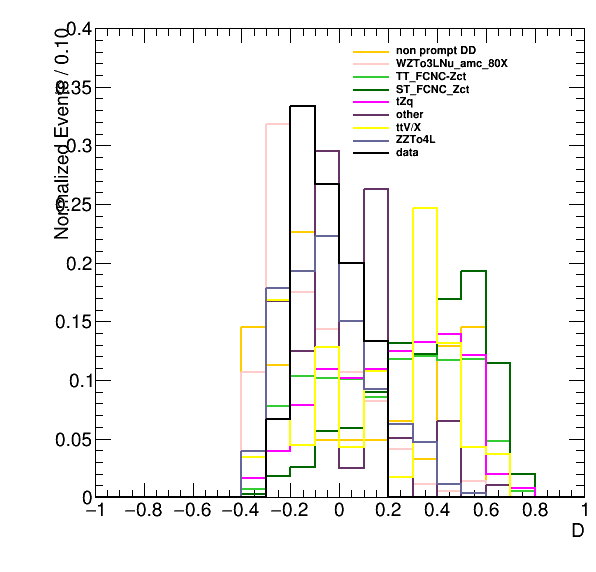 Normalized Events / 0.10
0.4
0.35
0.3
0.25
0.2
0.15
0.1
0.05
0
non prompt DD
WZTo3LNu_amc_80X
TT_FCNC-Zct
ST_FCNC_Zct
tZq
other
ttV/X
ZZTo4L
data
−1 −0.8 −0.6 −0.4 −0.2 0 0.2 0.4 0.6 0.8 1
D